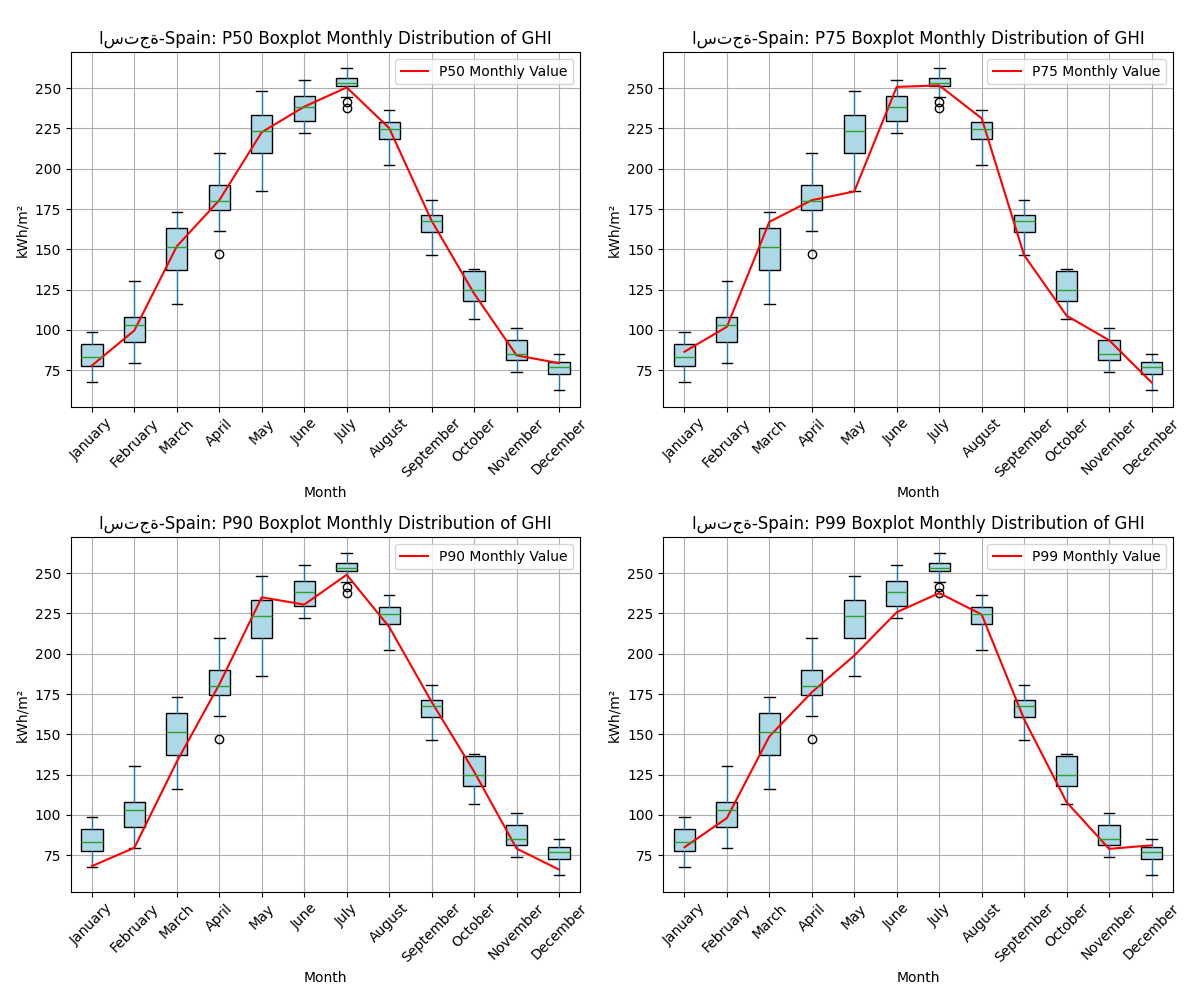 استجة-Spain: P50 Boxplot Monthly Distribution of GHI
P50 Monthly Value
kWh/m²
250
225
200
175
150
125
100
75
January
February
March
April
May
June
July
August
September
October
November
December
Month
استجة-Spain: P75 Boxplot Monthly Distribution of GHI
P75 Monthly Value
kWh/m²
250
225
200
175
150
125
100
75
January
February
March
April
May
June
July
August
September
October
November
December
Month
استجة-Spain: P90 Boxplot Monthly Distribution of GHI
P90 Monthly Value
kWh/m²
250
225
200
175
150
125
100
75
January
February
March
April
May
June
July
August
September
October
November
December
Month
استجة-Spain: P99 Boxplot Monthly Distribution of GHI
P99 Monthly Value
kWh/m²
250
225
200
175
150
125
100
75
January
February
March
April
May
June
July
August
September
October
November
December
Month